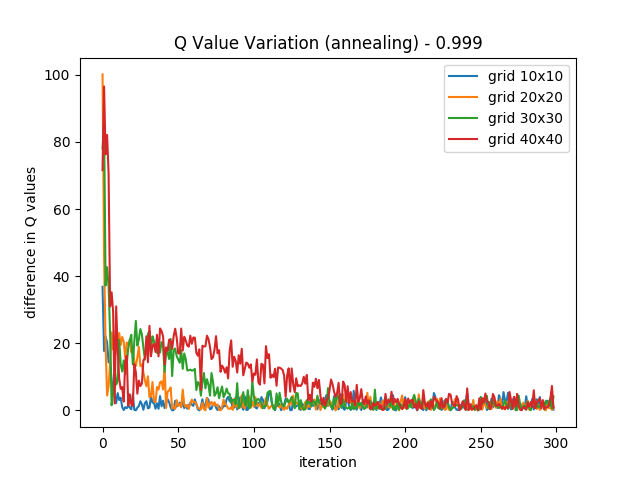 Q Value Variation (annealing) - 0.999
grid 10x10
grid 20x20
grid 30x30
grid 40x40
difference in Q values
100
80
60
40
20
0
0 50 100 150 200 250 300
iteration